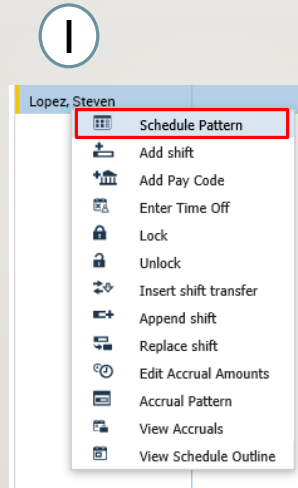 1
Lopez, Steven
Schedule Pattern
Add shift
Add Pay Code
Enter Time Off
Lock
Unlock
Insert shift transfer
Append shift
Replace shift
Edit Accrual Amounts
Accrual Pattern
View Accruals
View Schedule Outline